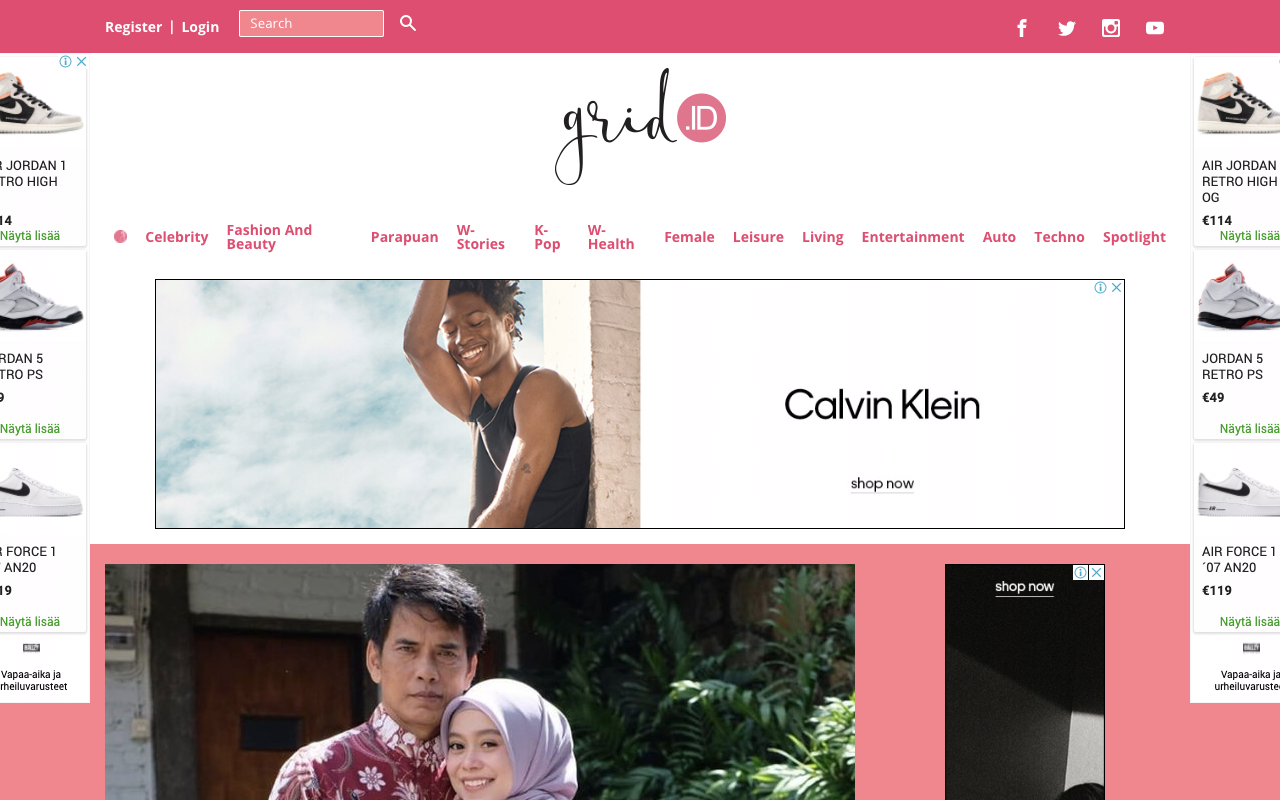 Register | Login
Search
grid.ID
Celebrity
Fashion And
Beauty
Parapuan
W-
Stories
K-
Pop
W-
Health
Female
Leisure
Living
Entertainment
Auto
Techno
Spotlight
R JORDAN 1
TRO HIGH
14
Näytä lisää
RDAN 5
TRO PS
9
Näytä lisää
R FORCE 1
7 AN20
19
Näytä lisää
Vapaa-aika ja
rheiluvarusteet
Calvin Klein
shop now
shop now
AIR JORDAN
RETRO HIGH
OG
€114
Näytä lisää
JORDAN 5
RETRO PS
€49
Näytä lisää
AIR FORCE 1
´07 AN20
€119
Näytä lisää
Vapaa-aika ja
urheiluvarustee